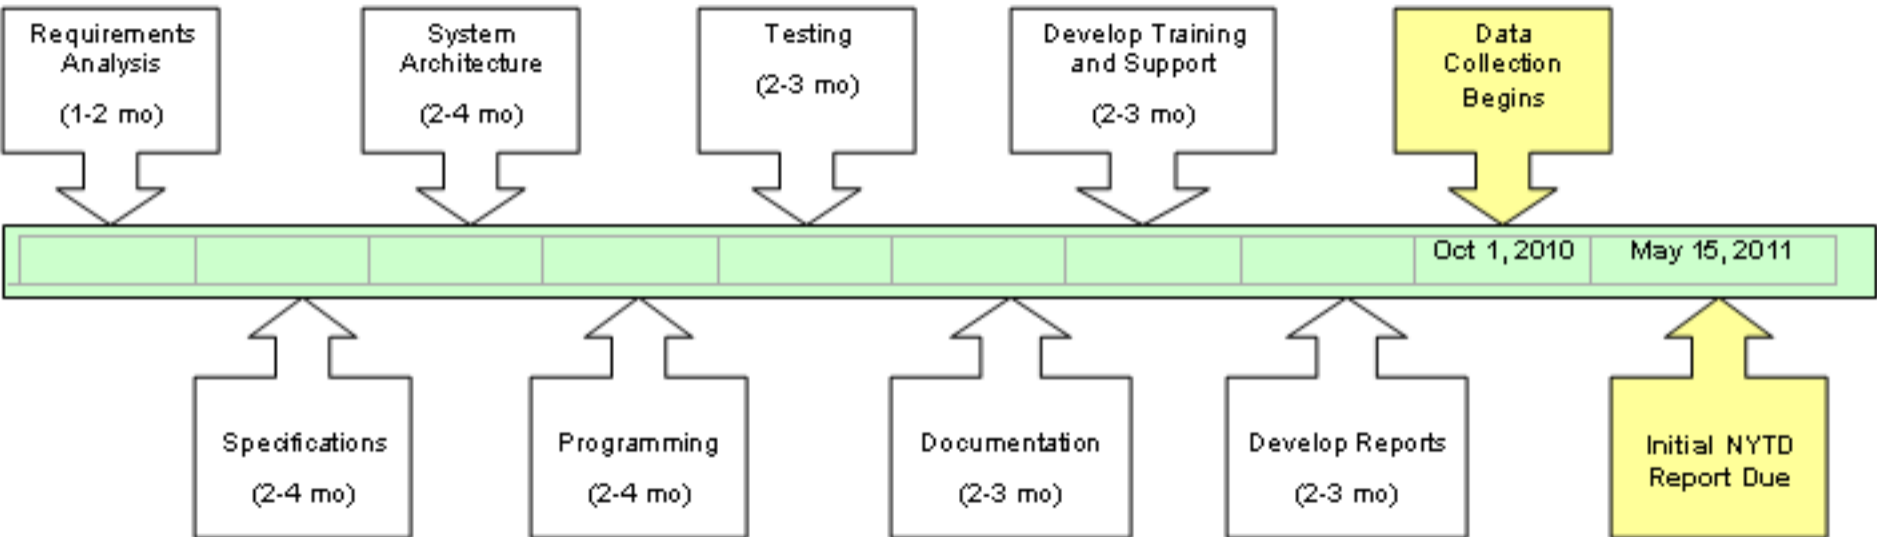 Requirements
Analysis
(1-2 mo)
System
Architecture
(2-4 mo)
Testing
(2-3 mo)
Develop Training
and Support
(2-3 mo)
Data
Collection
Begins
Oct 1, 2010
May 15, 2011
Specifications
(2-4 mo)
Programming
(2-4 mo)
Documentation
(2-3 mo)
Develop Reports
(2-3 mo)
Initial NYTD
Report Due